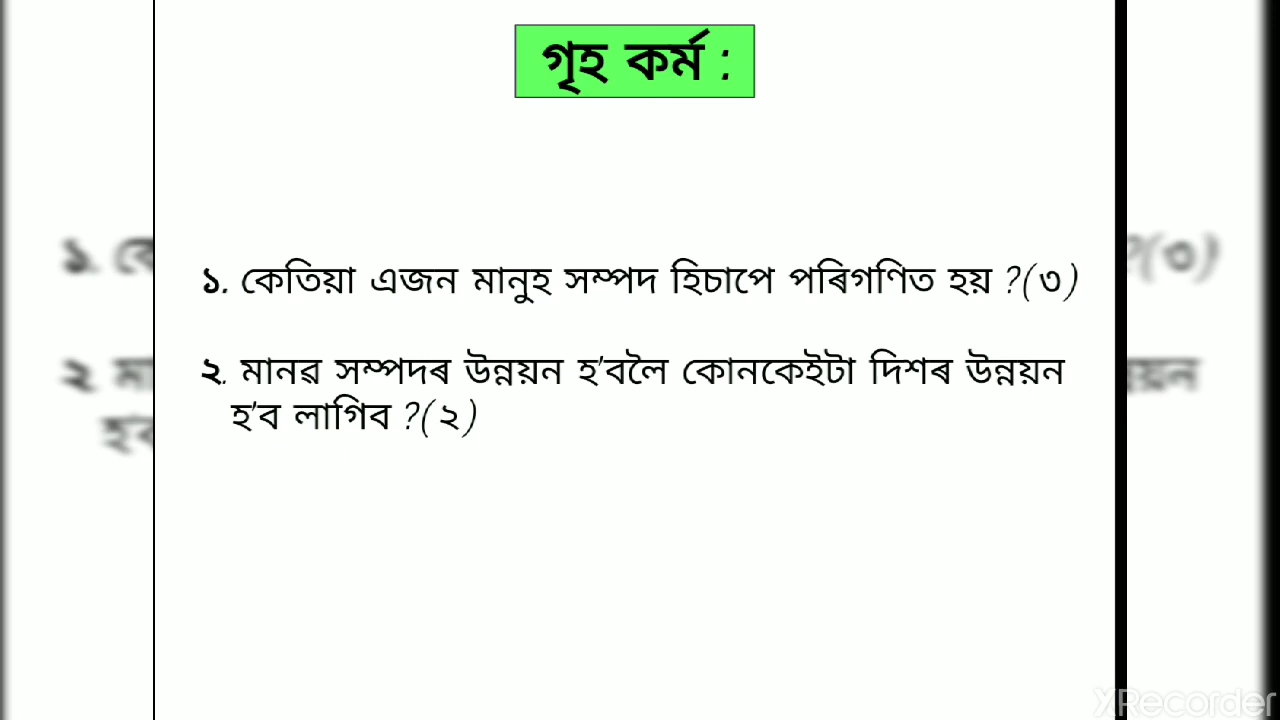 গৃহ কৰ্ম :
১. কেতিয়া এজন মানুহ সম্পদ হিচাপে পৰিগণিত হয় ?(৩)
২. মানৱ সম্পদৰ উন্নয়ন হ'বলৈ কোনকেইটা দিশৰ উন্নয়ন
হ'ব লাগিব ?(২)
XRecorder